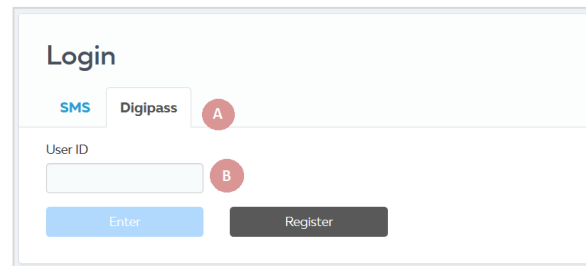 Login
SMS Digipass A
User ID
B
Enter Register